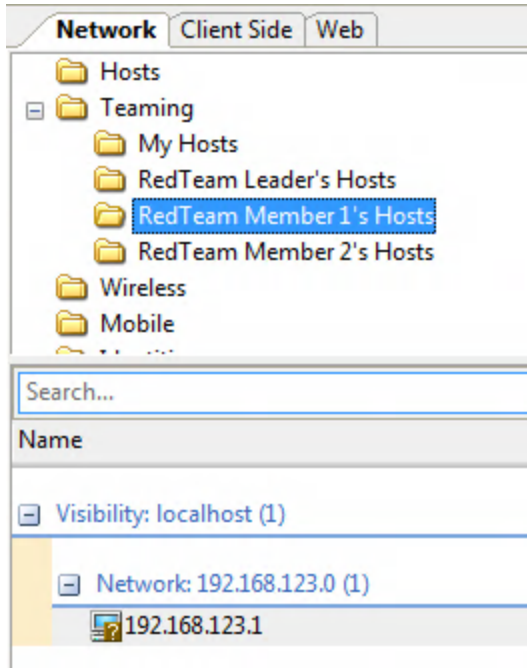 Network Client Side Web
Hosts
Teaming
My Hosts
RedTeam Leader's Hosts
RedTeam Member 1's Hosts
RedTeam Member 2's Hosts
Wireless
Mobile
Search...
Name
Visibility: localhost (1)
Network: 192.168.123.0 (1)
192.168.123.1